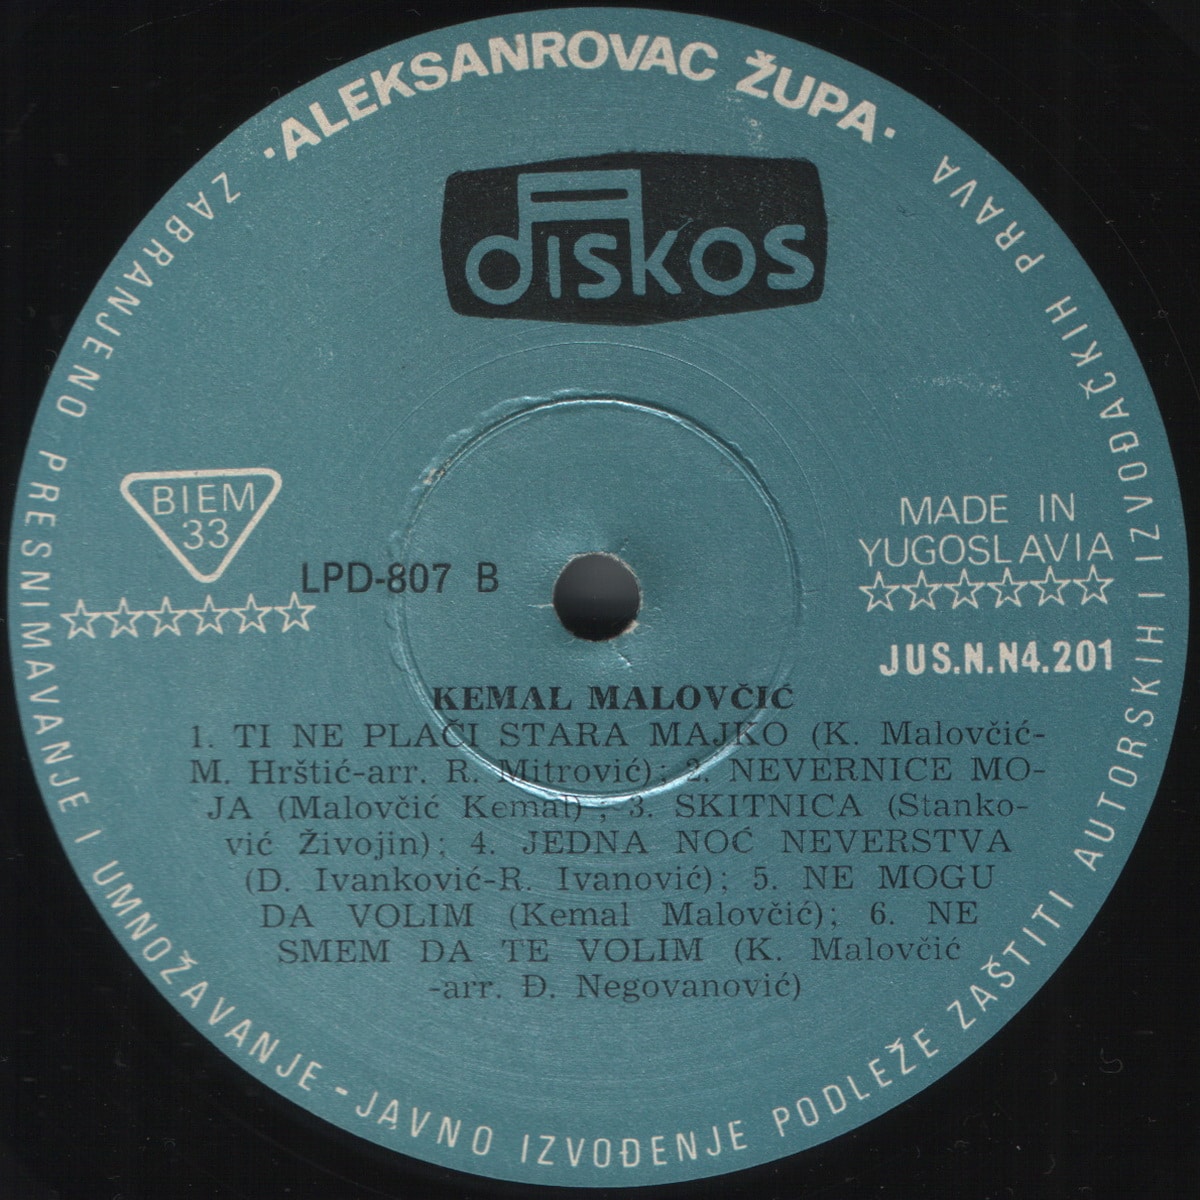 ·ALEKSANROVAC ŽUPA·
DISKOS
ZABRANJENO PRESNIMAVANJE I UMNOŽAVANJE - JAVNO IZVOĐENJE PODLEŽE ZAŠTITI AUTORSKIH I IZVOĐAČKIH PRAVA
BIEM
33
LPD-807 B
MADE IN
YUGOSLAVIA
JUS.N.N4.201
KEMAL MALOVČIĆ
1. TI NE PLAČI STARA MAJKO (K. Malovčić-
M. Hrštić-arr. R. Mitrović); 2. NEVERNICE MO-
JA (Malovčić Kemal) ; 3. SKITNICA (Stanko-
vić Živojin); 4. JEDNA NOĆ NEVERSTVA
(D. Ivanković-R. Ivanović); 5. NE MOGU
DA VOLIM (Kemal Malovčić); 6. NE
SMEM DA TE VOLIM (K. Malovčić
-arr. Đ. Negovanović)